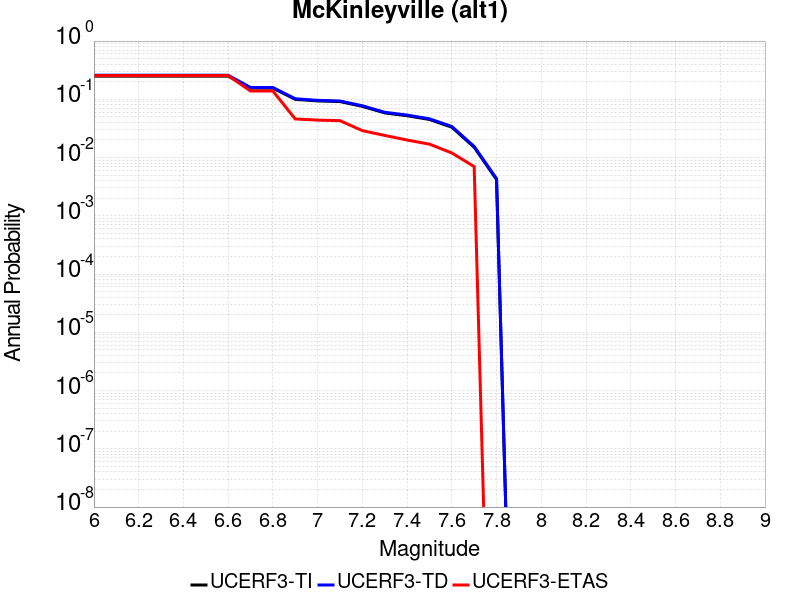 McKinleyville (alt1)
10^0
10^-1
10^-2
10^-3
10^-4
10^-5
10^-6
10^-7
10^-8
Annual Probability
6 6.2 6.4 6.6 6.8 7 7.2 7.4 7.6 7.8 8 8.2 8.4 8.6 8.8 9
Magnitude
UCERF3-TI UCERF3-TD UCERF3-ETAS